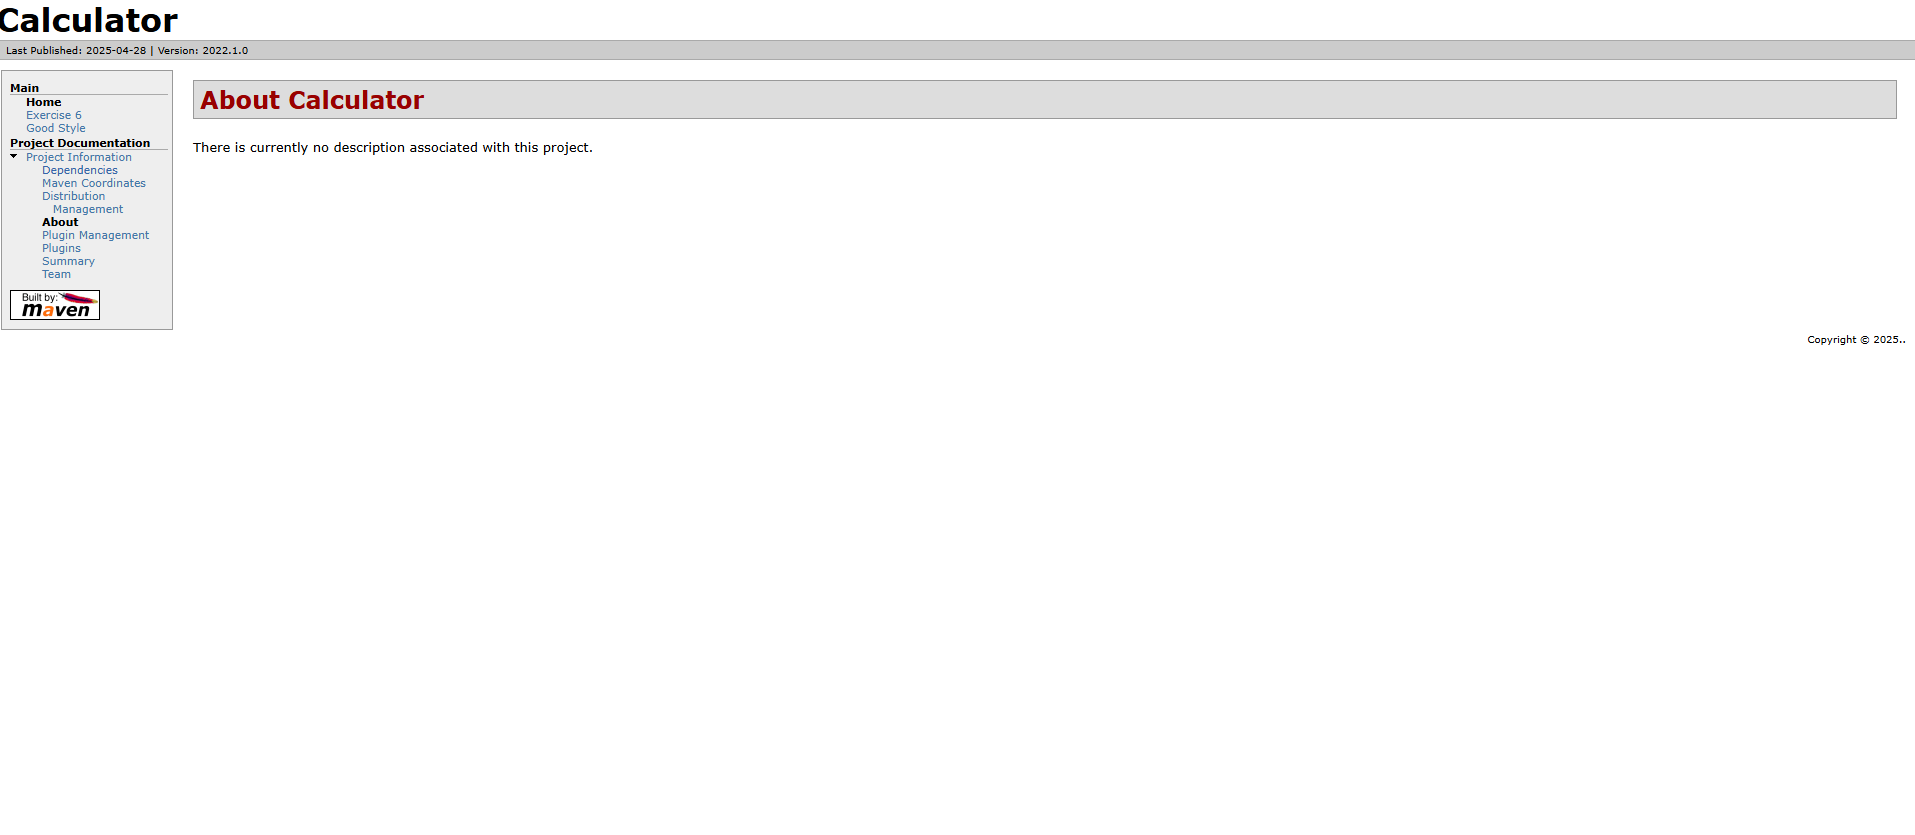 Calculator
Last Published: 2025-04-28 | Version: 2022.1.0
Main
Home
Exercise 6
Good Style
Project Documentation
Project Information
Dependencies
Maven Coordinates
Distribution
Management
About
Plugin Management
Plugins
Summary
Team
Built by:
maven
About Calculator
There is currently no description associated with this project.
Copyright © 2025..